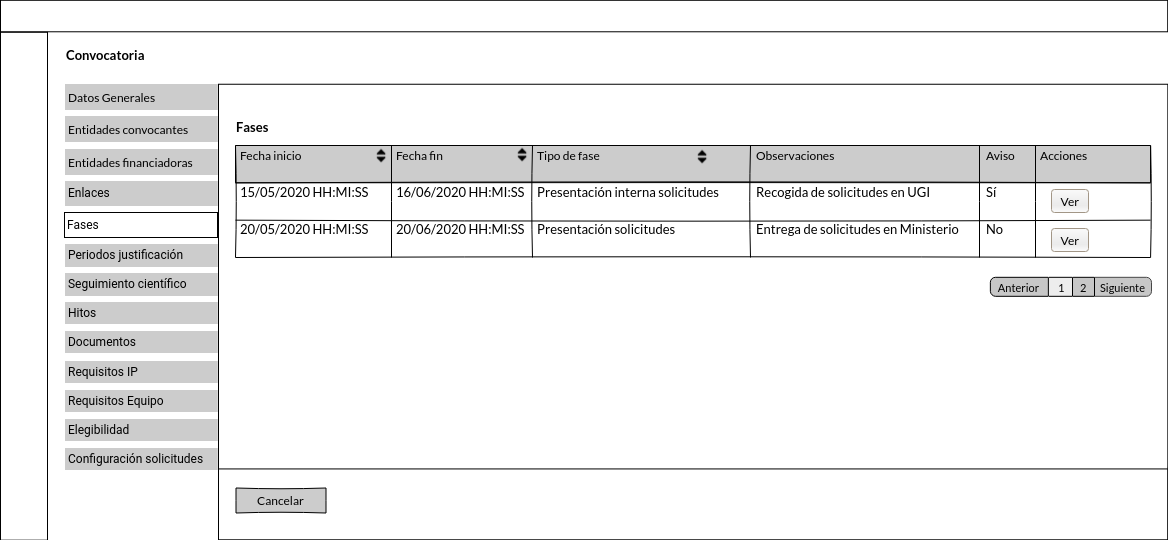 Convocatoria
Datos Generales
Entidades convocantes
Entidades financiadoras
Enlaces
Fases
Periodos justificación
Seguimiento científico
Hitos
Documentos
Requisitos IP
Requisitos Equipo
Elegibilidad
Configuración solicitudes
Fases
Fecha inicio Fecha fin Tipo de fase Observaciones Aviso Acciones
15/05/2020 HH:MI:SS 16/06/2020 HH:MI:SS Presentación interna solicitudes Recogida de solicitudes en UGI Sí Ver
20/05/2020 HH:MI:SS 20/06/2020 HH:MI:SS Presentación solicitudes Entrega de solicitudes en Ministerio No Ver
Anterior 1 2 Siguiente
Cancelar